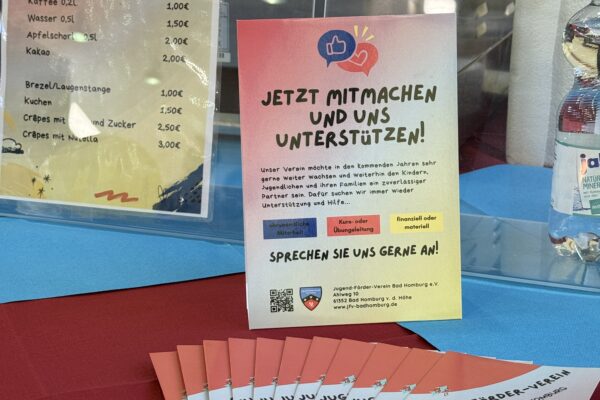 Kaffee 0,2l 1,00€
Wasser 0,5l 1,50€
Apfelschorle 0,5l 2,00€
Kakao 2,00€
Brezel/Laugenstange 1,00€
Kuchen 1,50€
Crêpes mit und Zucker 2,50€
Crêpes mit Nutella 3,00€
JETZT MITMACHEN
UND UNS
UNTERSTÜTZEN!
Unser Verein möchte in den kommenden Jahren sehr
gerne weiter wachsen und weiterhin den Kindern,
Jugendlichen und ihren Familien ein zuverlässiger
Partner sein. Dafür suchen wir immer wieder
Unterstützung und Hilfe...
ehrenamtliche
Mitarbeit
Kurs- oder
Übungsleitung
finanziell oder
materiell
SPRECHEN SIE UNS GERNE AN!
Jugend-Förder-Verein Bad Homburg e.V.
Ahlweg 10
61352 Bad Homburg v. d. Höhe
www.jfv-badhomburg.de